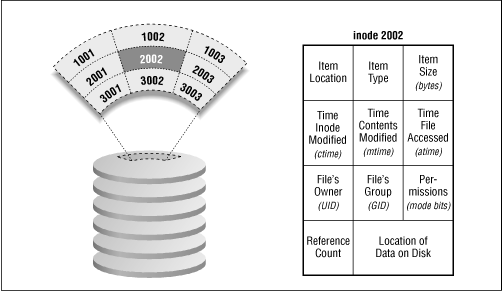 1001
1002
1003
2001
2002
2003
3001
3002
3003
inode 2002
Item
Location
Item
Type
Item
Size
(bytes)
Time
Inode
Modified
(ctime)
Time
Contents
Modified
(mtime)
Time
File
Accessed
(atime)
File's
Owner
(UID)
File's
Group
(GID)
Per-
missions
(mode bits)
Reference
Count
Location of
Data on Disk